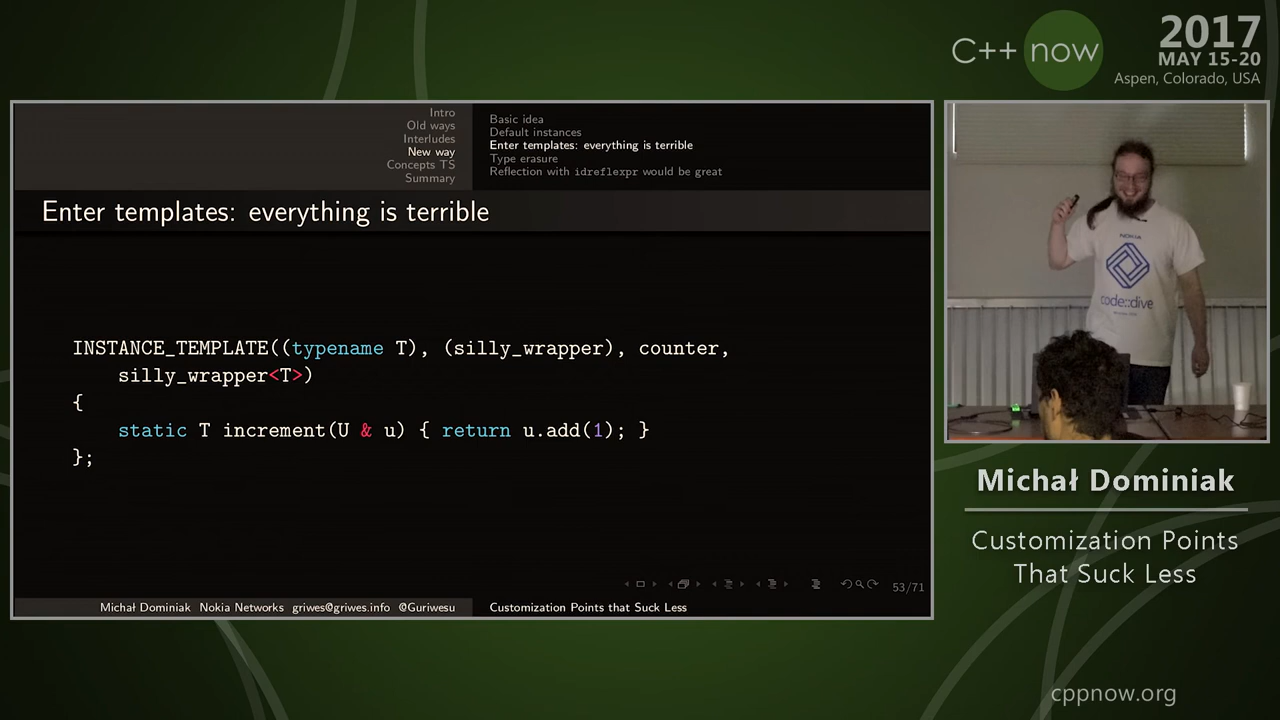 C++ now
2017
MAY 15-20
Aspen, Colorado, USA
Intro
Old ways
Interludes
New way
Concepts TS
Summary
Basic idea
Default instances
Enter templates: everything is terrible
Type erasure
Reflection with idreflexpr would be great
Enter templates: everything is terrible
INSTANCE_TEMPLATE((typename T), (silly_wrapper), counter,
silly_wrapper<T>)
{
static T increment(U & u) { return u.add(1); }
};
53/71
Michał Dominiak Nokia Networks griwes@griwes.info @Guriwesu
Customization Points that Suck Less
NOKIA
code::dive
Michał Dominiak
Customization Points
That Suck Less
cppnow.org